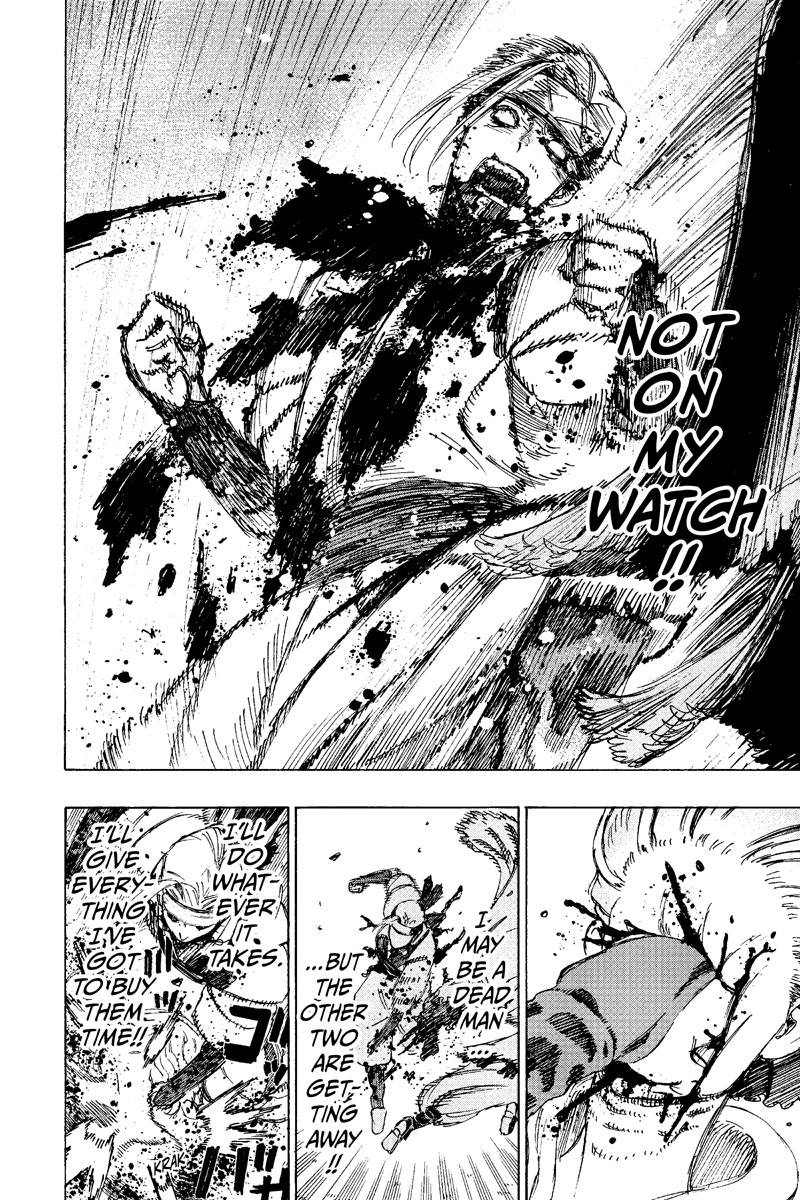 NOT
ON
MY
WATCH
!!
I
MAY
BE A
DEAD
MAN
...
...BUT
THE
OTHER
TWO
ARE
GET-
TING
AWAY
!!
I'LL
DO
WHAT-
EVER
IT
TAKES.
I'LL
GIVE
EVERY-
THING
I'VE
GOT
TO BUY
THEM
TIME!!
ゴ
KRAK